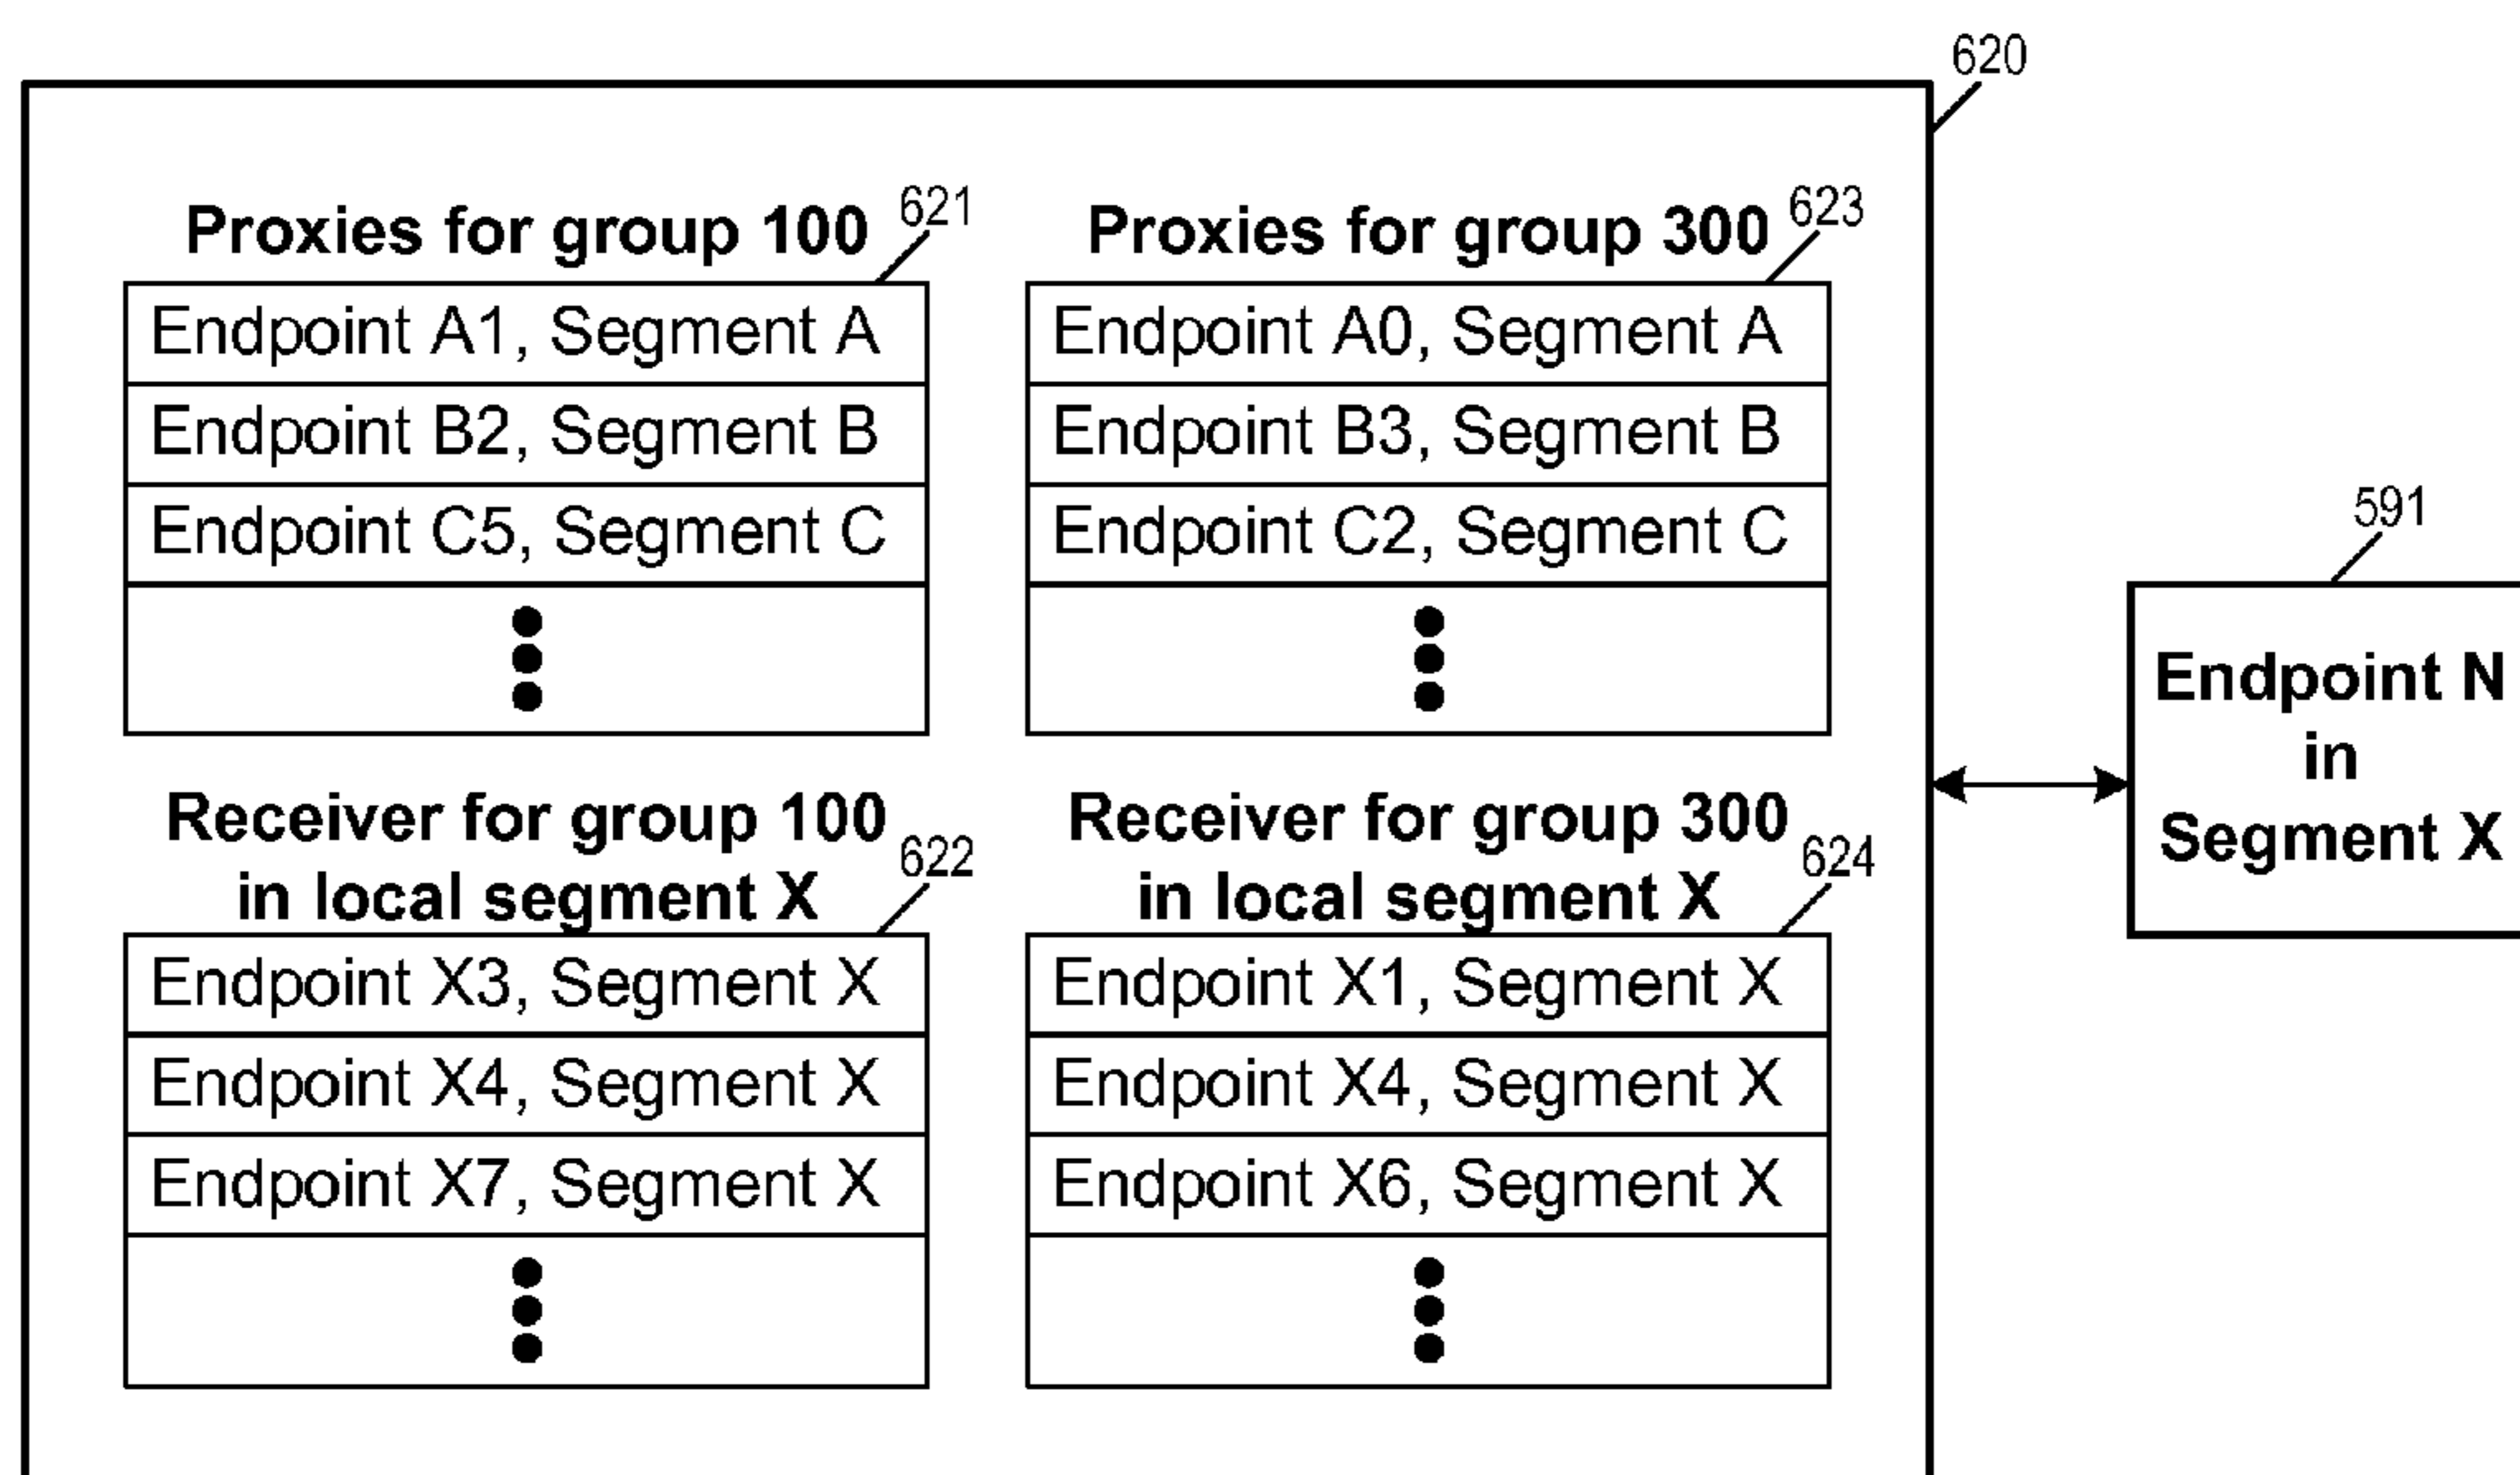 620
Proxies for group 100
621
Endpoint A1, Segment A
Endpoint B2, Segment B
Endpoint C5, Segment C
Proxies for group 300
623
Endpoint A0, Segment A
Endpoint B3, Segment B
Endpoint C2, Segment C
Receiver for group 100
in local segment X
622
Endpoint X3, Segment X
Endpoint X4, Segment X
Endpoint X7, Segment X
Receiver for group 300
in local segment X
624
Endpoint X1, Segment X
Endpoint X4, Segment X
Endpoint X6, Segment X
591
Endpoint N
in
Segment X